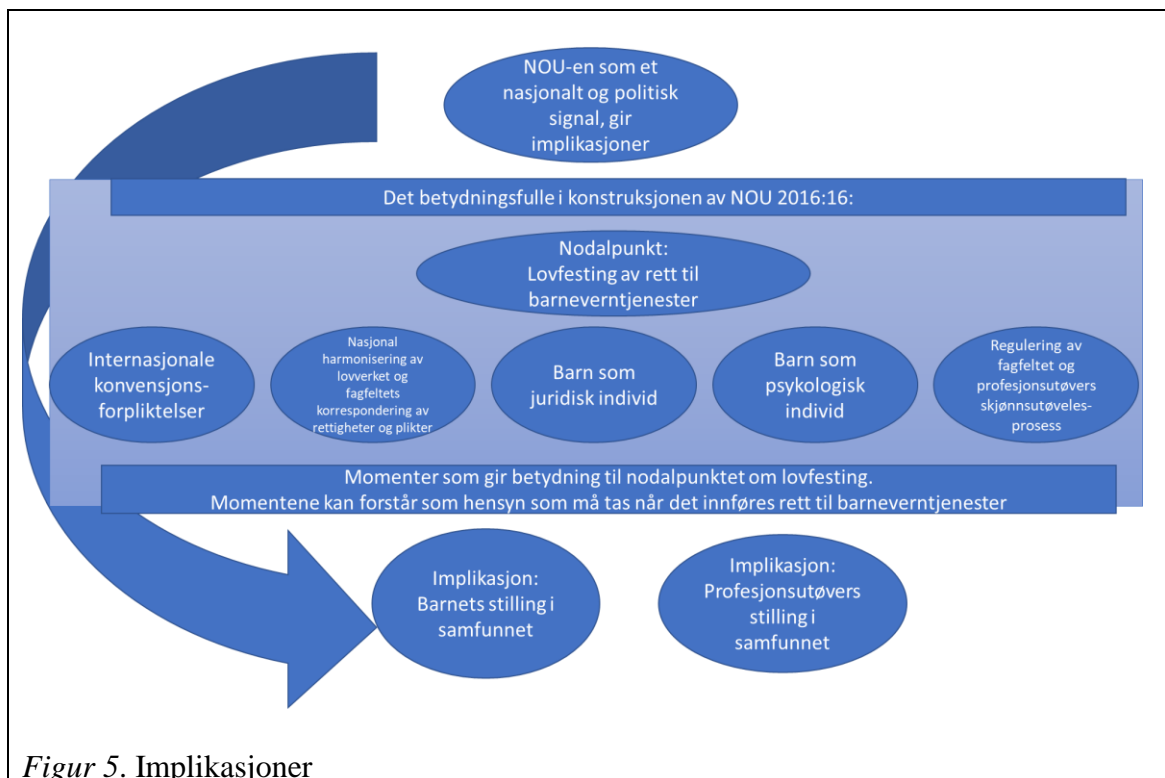 NOU-en som et
nasjonalt og politisk
signal, gir
implikasjoner
Det betydningsfulle i konstruksjonen av NOU 2016:16:
Nodalpunkt:
Lovfesting av rett til
barneverntjenester
Internasjonale
konvensjons-
forpliktelser
Nasjonal
harmonisering av
lovverket og
fagfeltets
korrespondering av
rettigheter og plikter
Barn som
juridisk individ
Barn som
psykologisk
individ
Regulering av
fagfeltet og
profesjonsutøvers
skjønnsutøveles-
prosess
Momenter som gir betydning til nodalpunktet om lovfesting.
Momentene kan forstår som hensyn som må tas når det innføres rett til barneverntjenester
Implikasjon:
Barnets stilling i
samfunnet
Implikasjon:
Profesjonsutøvers
stilling i
samfunnet
Figur 5. Implikasjoner